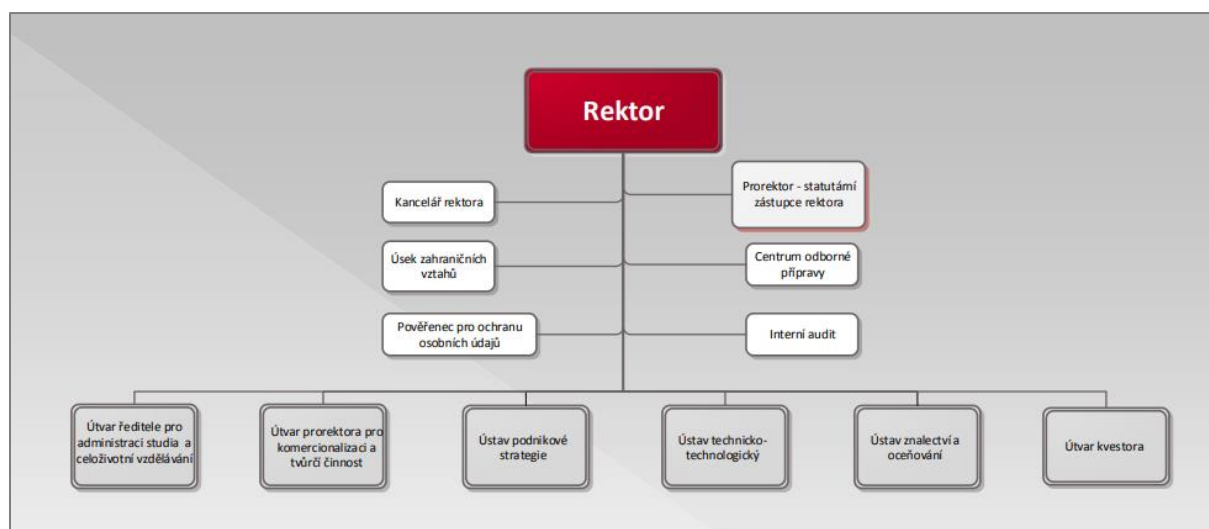 Rektor
Kancelář rektora
Prorektor - statutární
zástupce rektora
Úsek zahraničních
vztahů
Centrum odborné
přípravy
Pověřenec pro ochranu
osobních údajů
Interní audit
Útvar ředitele pro
administraci studia a
celoživotní vzdělávání
Útvar prorektora pro
komercionalizaci a
tvůrčí činnost
Ústav podnikové
strategie
Ústav technicko-
technologický
Ústav znalectví a
oceňování
Útvar kvestora